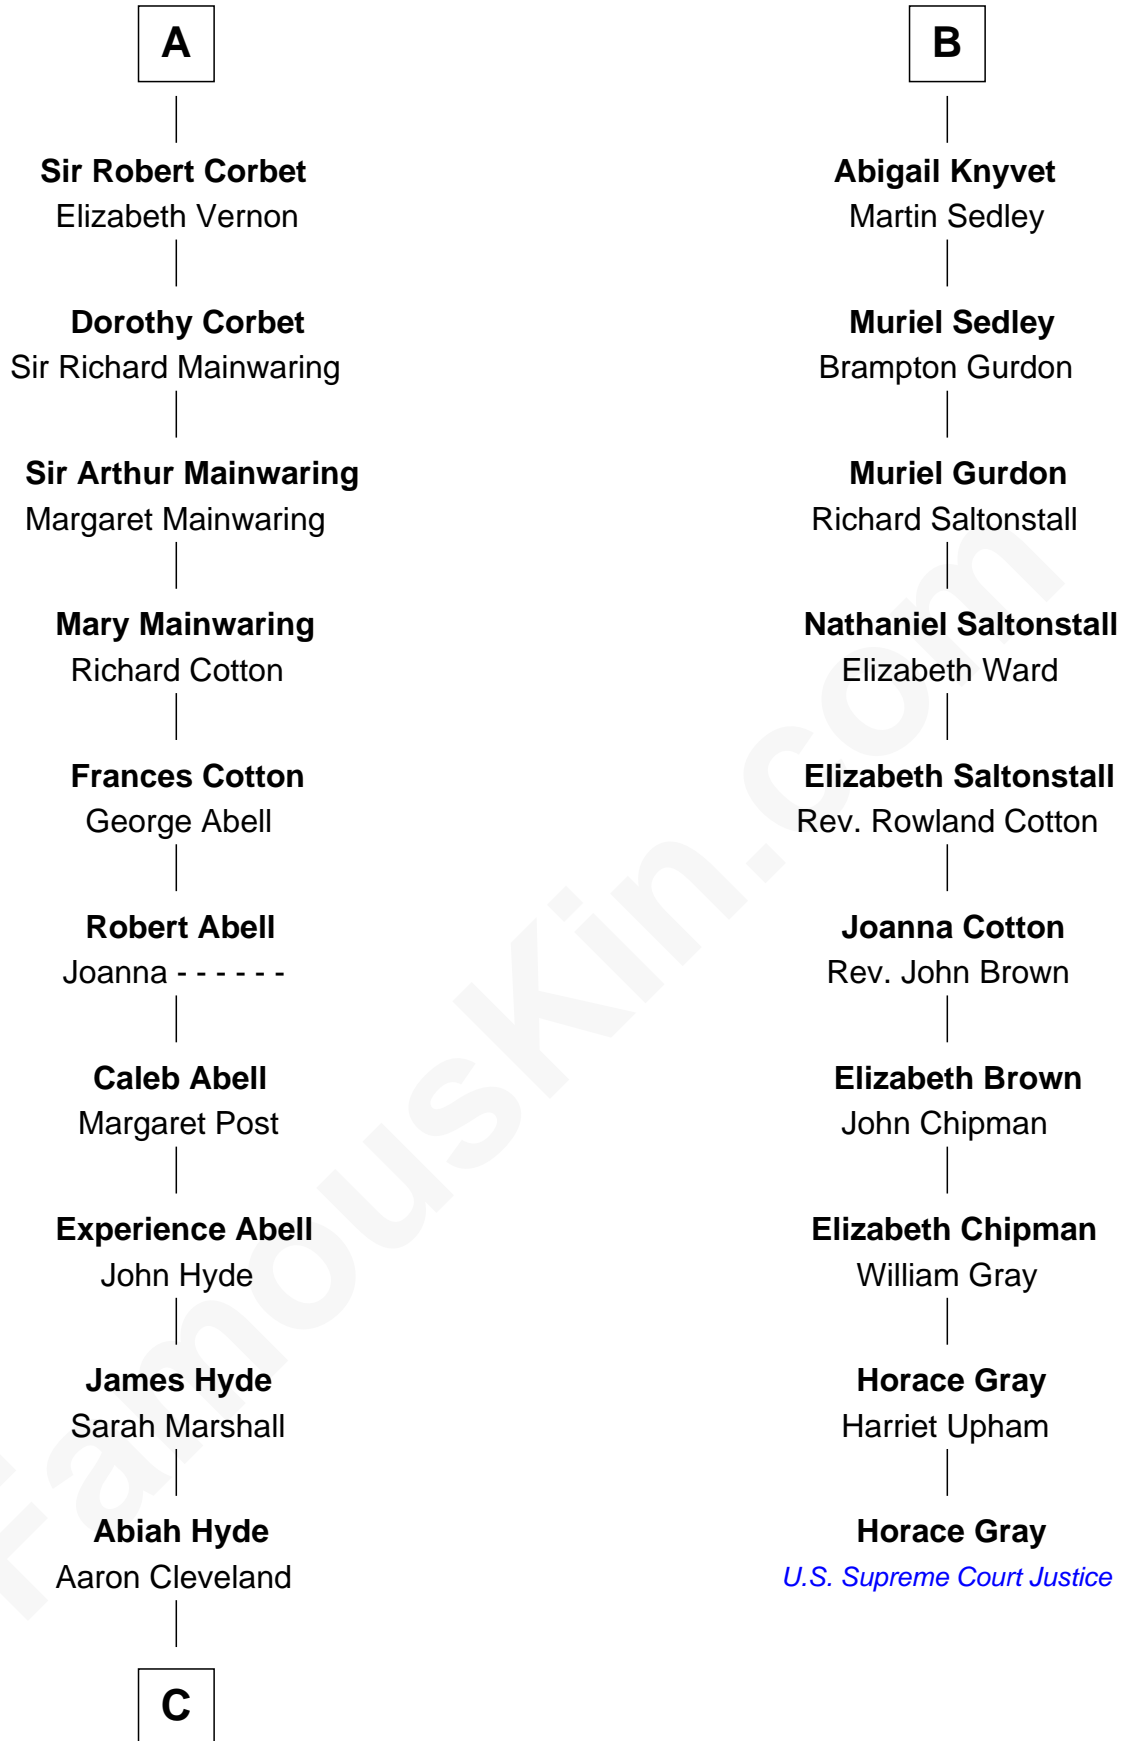 A
Sir Robert Corbet
Elizabeth Vernon
Dorothy Corbet
Sir Richard Mainwaring
Sir Arthur Mainwaring
Margaret Mainwaring
Mary Mainwaring
Richard Cotton
Frances Cotton
George Abell
Robert Abell
Joanna - - - - - -
Caleb Abell
Margaret Post
Experience Abell
John Hyde
James Hyde
Sarah Marshall
Abiah Hyde
Aaron Cleveland
C
B
Abigail Knyvet
Martin Sedley
Muriel Sedley
Brampton Gurdon
Muriel Gurdon
Richard Saltonstall
Nathaniel Saltonstall
Elizabeth Ward
Elizabeth Saltonstall
Rev. Rowland Cotton
Joanna Cotton
Rev. John Brown
Elizabeth Brown
John Chipman
Elizabeth Chipman
William Gray
Horace Gray
Harriet Upham
Horace Gray
U.S. Supreme Court Justice
FamousKin.com